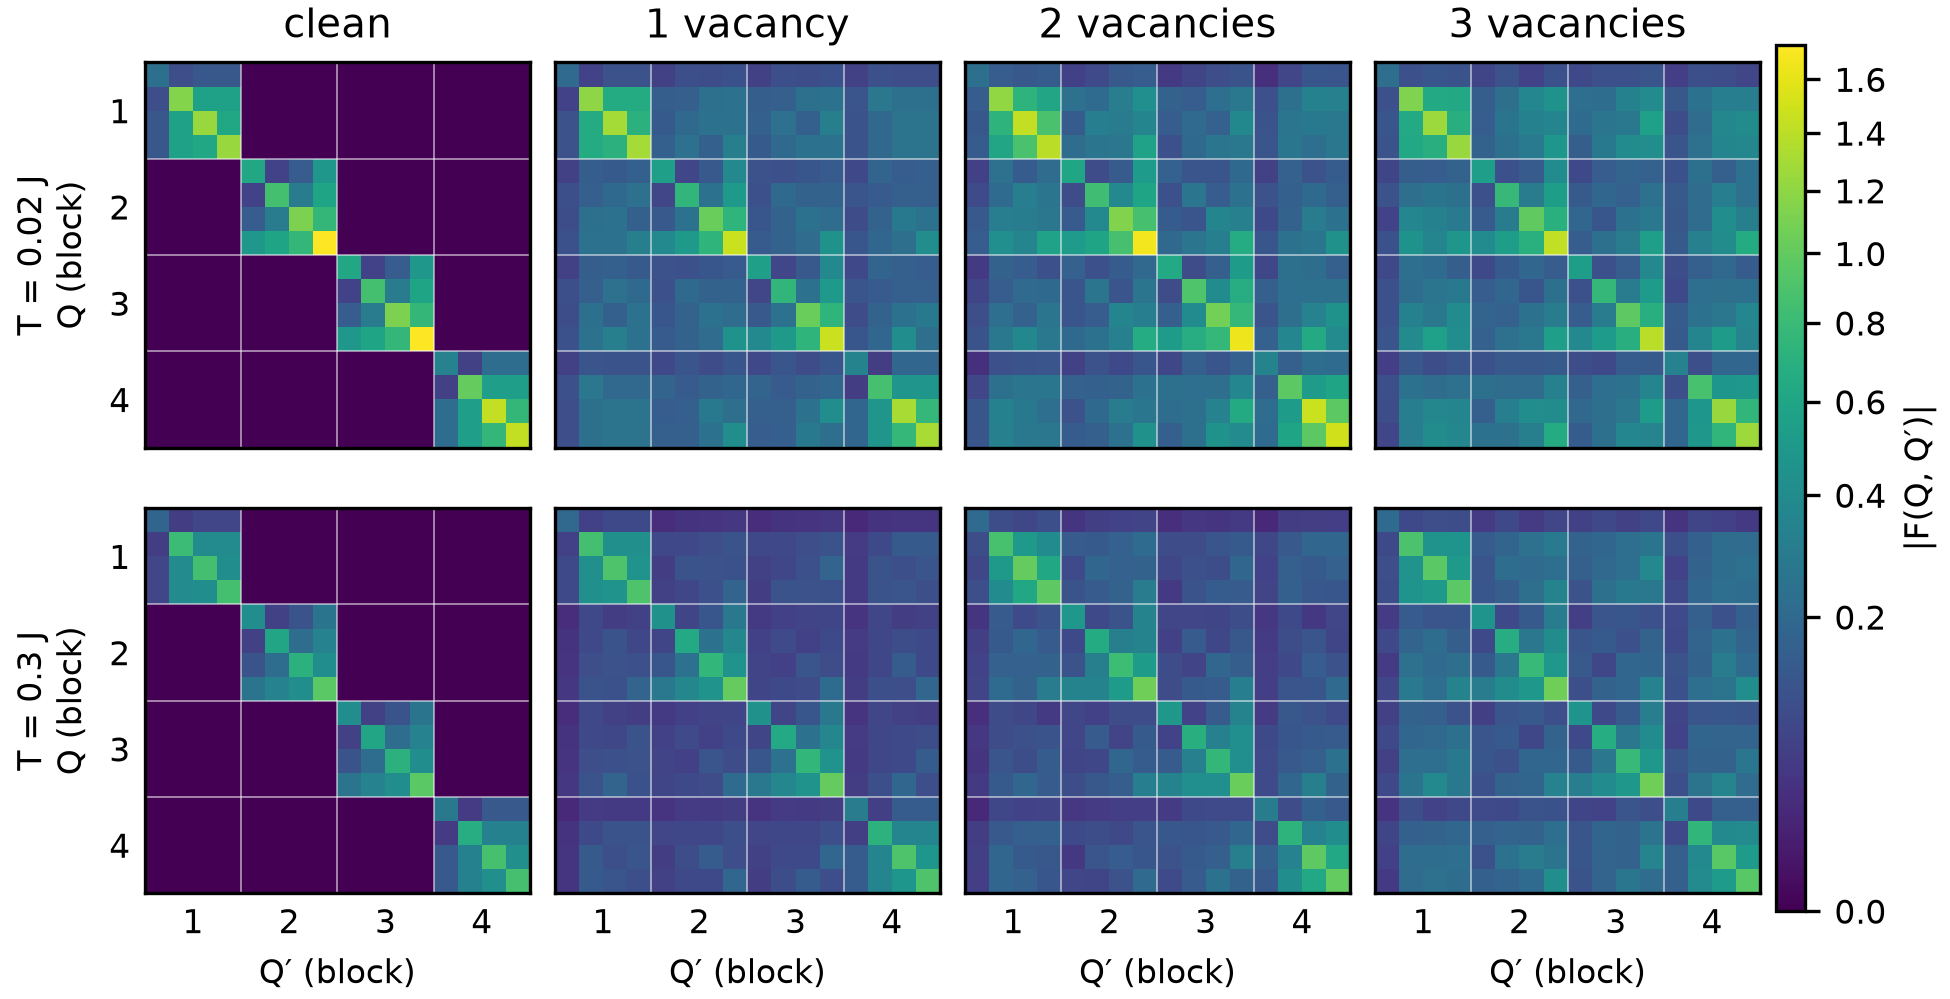 clean
1 vacancy
2 vacancies
3 vacancies
T = 0.02 J
Q (block)
1
2
3
4
T = 0.3 J
Q (block)
1
2
3
4
1 2 3 4
1 2 3 4
1 2 3 4
1 2 3 4
Q′ (block)
Q′ (block)
Q′ (block)
Q′ (block)
1.6
1.4
1.2
1.0
0.8
0.6
0.4
0.2
0.0
|F(Q, Q′)|